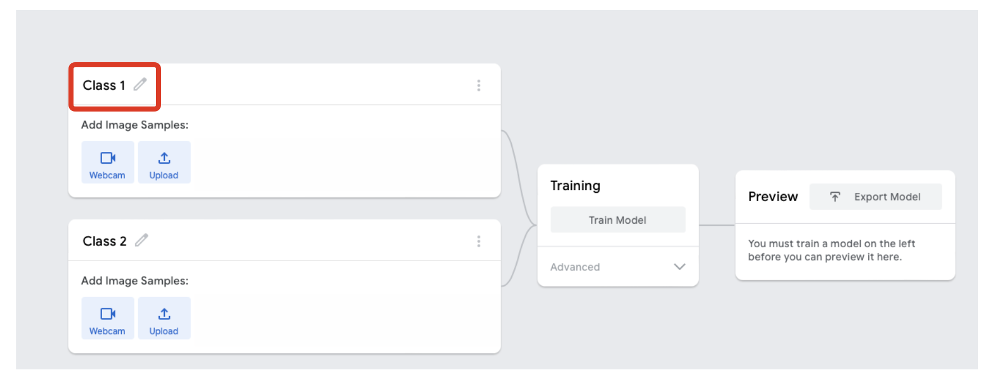 Class 1
Add Image Samples:
Webcam
Upload
Class 2
Add Image Samples:
Webcam
Upload
Training
Train Model
Advanced
Preview
Export Model
You must train a model on the left
before you can preview it here.